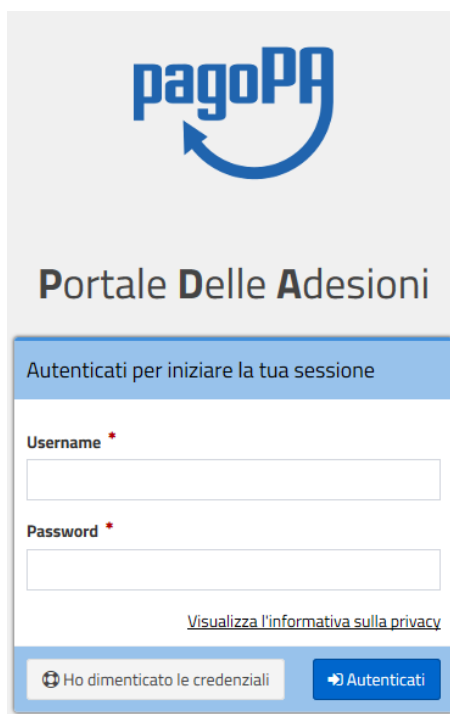 pagoPA
Portale Delle Adesioni
Autenticati per iniziare la tua sessione
Username *
Password *
Visualizza l'informativa sulla privacy
Ho dimenticato le credenziali
Autenticati